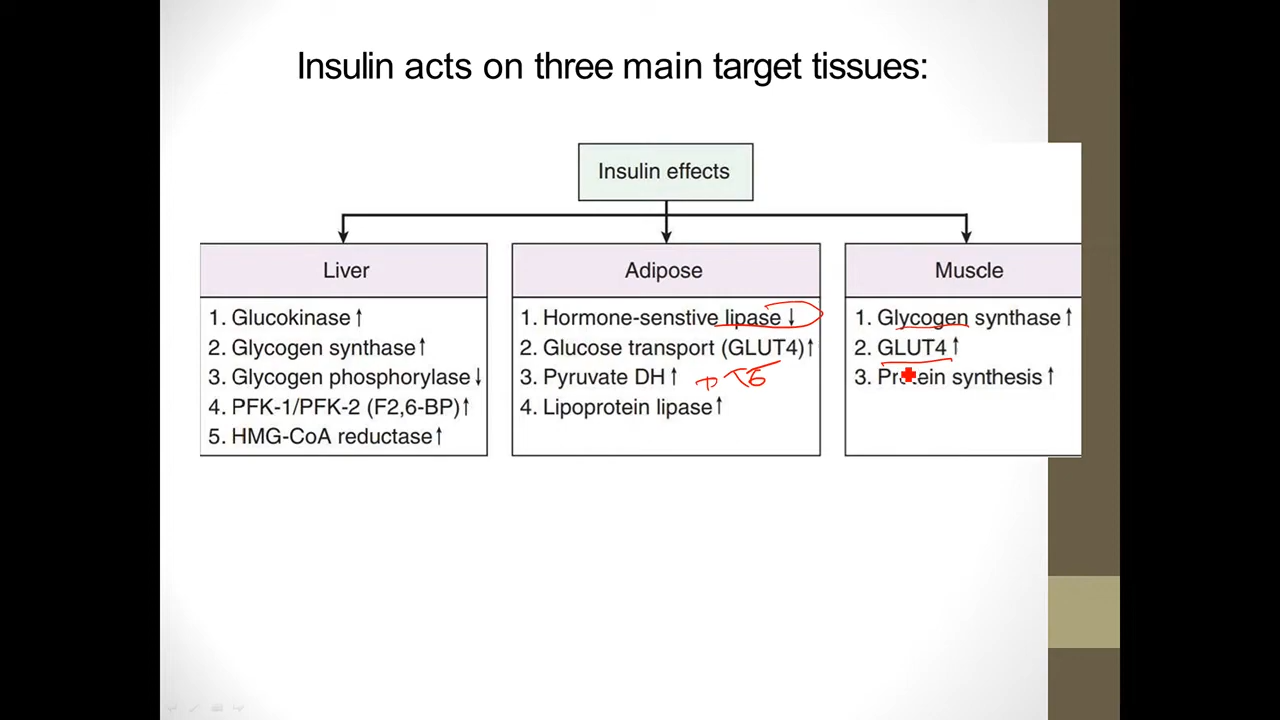 Insulin acts on three main target tissues:
Insulin effects
Liver
1. Glucokinase ↑
2. Glycogen synthase ↑
3. Glycogen phosphorylase ↓
4. PFK-1/PFK-2 (F2,6-BP) ↑
5. HMG-CoA reductase ↑
Adipose
1. Hormone-senstive lipase ↓
2. Glucose transport (GLUT4) ↑
3. Pyruvate DH ↑
4. Lipoprotein lipase ↑
Muscle
1. Glycogen synthase ↑
2. GLUT4 ↑
3. Protein synthesis ↑